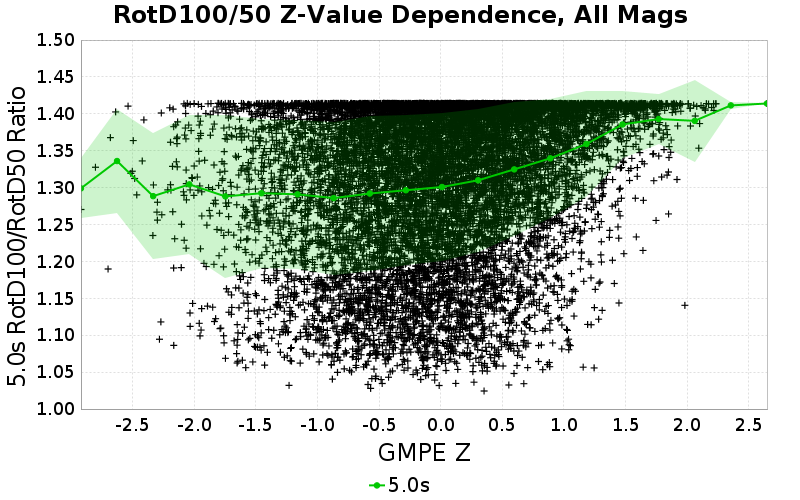 RotD100/50 Z-Value Dependence, All Mags
5.0s RotD100/RotD50 Ratio
1.50
1.45
1.40
1.35
1.30
1.25
1.20
1.15
1.10
1.05
1.00
-2.5 -2.0 -1.5 -1.0 -0.5 0.0 0.5 1.0 1.5 2.0 2.5
GMPE Z
5.0s